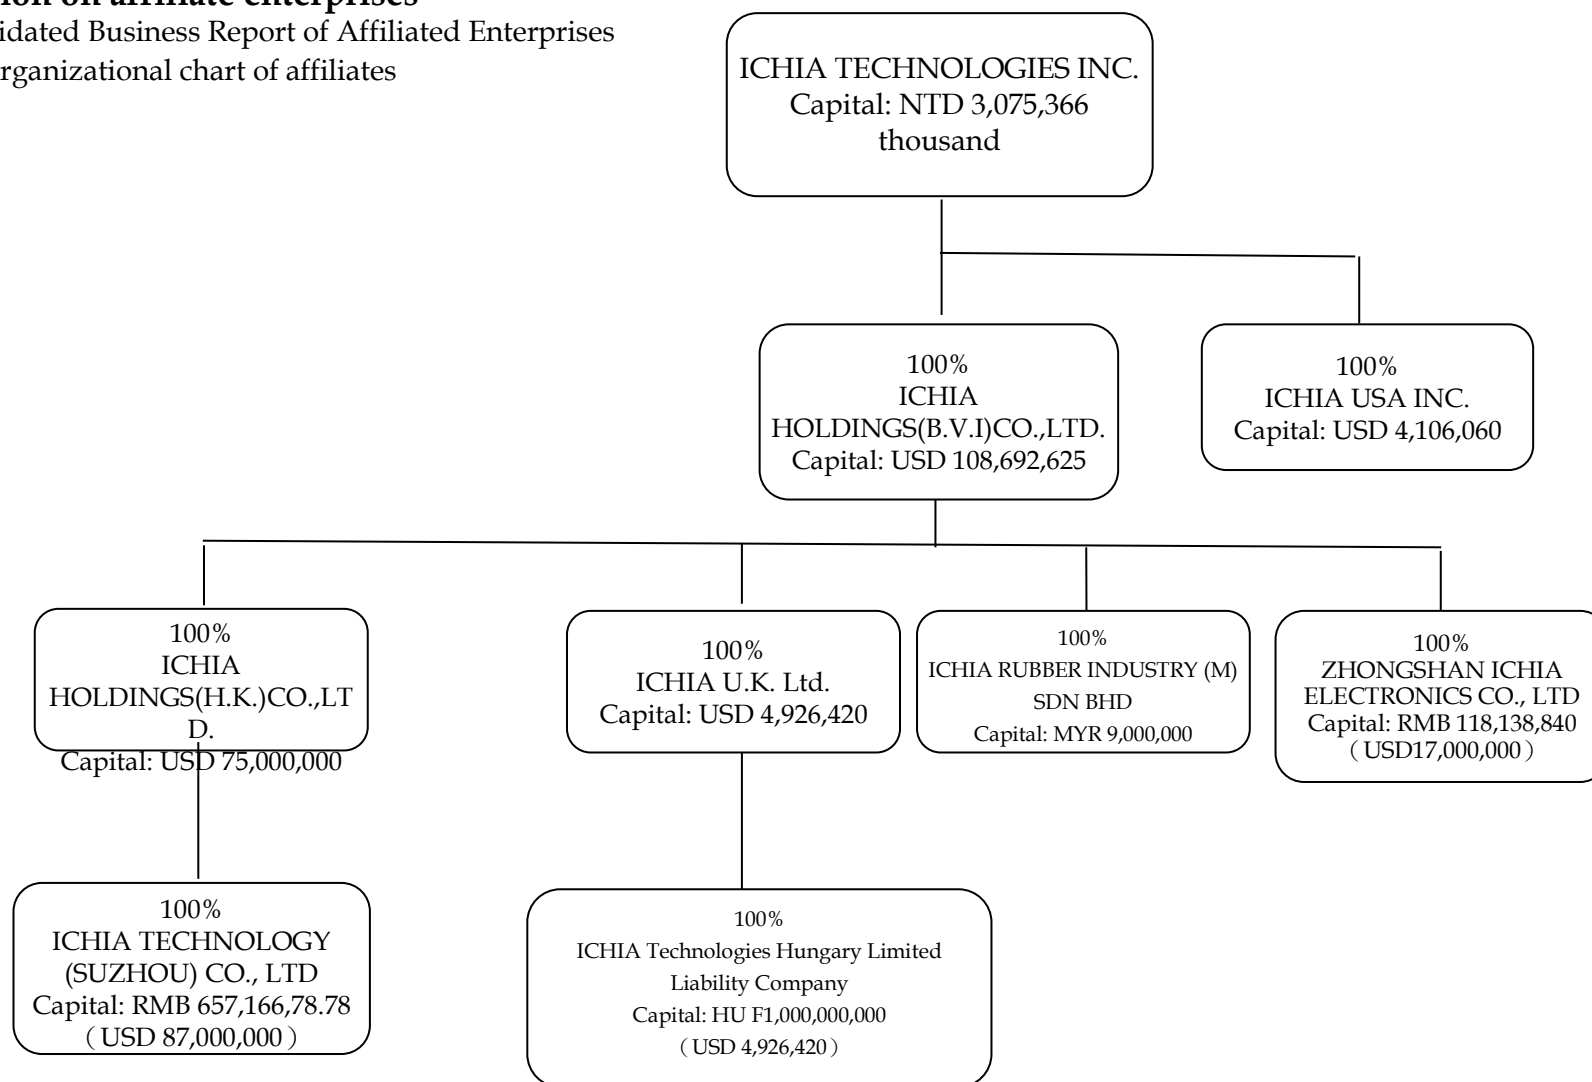 idated Business Report of Affiliated Enterprises
rganizational chart of affiliates
ICHIA TECHNOLOGIES INC.
Capital: NTD 3,075,366
thousand
100%
ICHIA
HOLDINGS(B.V.I)CO.,LTD.
Capital: USD 108,692,625
100%
ICHIA USA INC.
Capital: USD 4,106,060
100%
ICHIA
HOLDINGS(H.K.)CO.,LT
D.
Capital: USD 75,000,000
100%
ICHIA U.K. Ltd.
Capital: USD 4,926,420
100%
ICHIA RUBBER INDUSTRY (M)
SDN BHD
Capital: MYR 9,000,000
100%
ZHONGSHAN ICHIA
ELECTRONICS CO., LTD
Capital: RMB 118,138,840
（USD17,000,000）
100%
ICHIA TECHNOLOGY
(SUZHOU) CO., LTD
Capital: RMB 657,166,78.78
（USD 87,000,000）
100%
ICHIA Technologies Hungary Limited
Liability Company
Capital: HU F1,000,000,000
（USD 4,926,420）